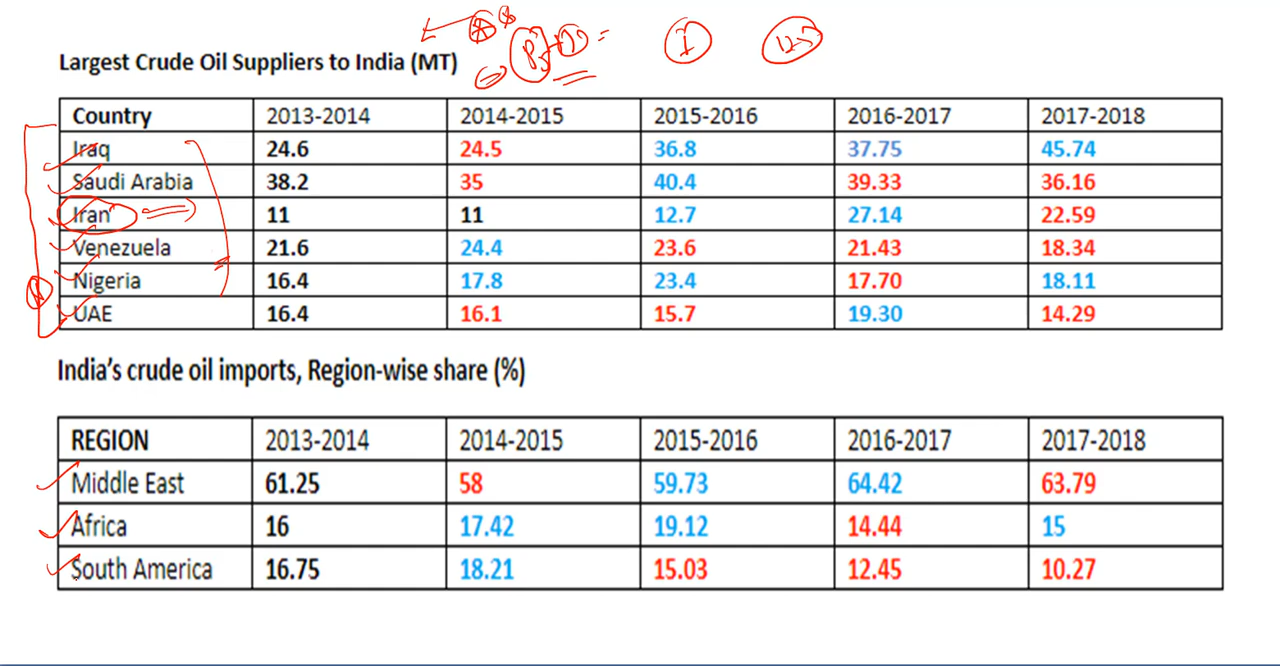 Largest Crude Oil Suppliers to India (MT)
Country 2013-2014 2014-2015 2015-2016 2016-2017 2017-2018
Iraq 24.6 24.5 36.8 37.75 45.74
Saudi Arabia 38.2 35 40.4 39.33 36.16
Iran 11 11 12.7 27.14 22.59
Venezuela 21.6 24.4 23.6 21.43 18.34
Nigeria 16.4 17.8 23.4 17.70 18.11
UAE 16.4 16.1 15.7 19.30 14.29
India's crude oil imports, Region-wise share (%)
REGION 2013-2014 2014-2015 2015-2016 2016-2017 2017-2018
Middle East 61.25 58 59.73 64.42 63.79
Africa 16 17.42 19.12 14.44 15
South America 16.75 18.21 15.03 12.45 10.27